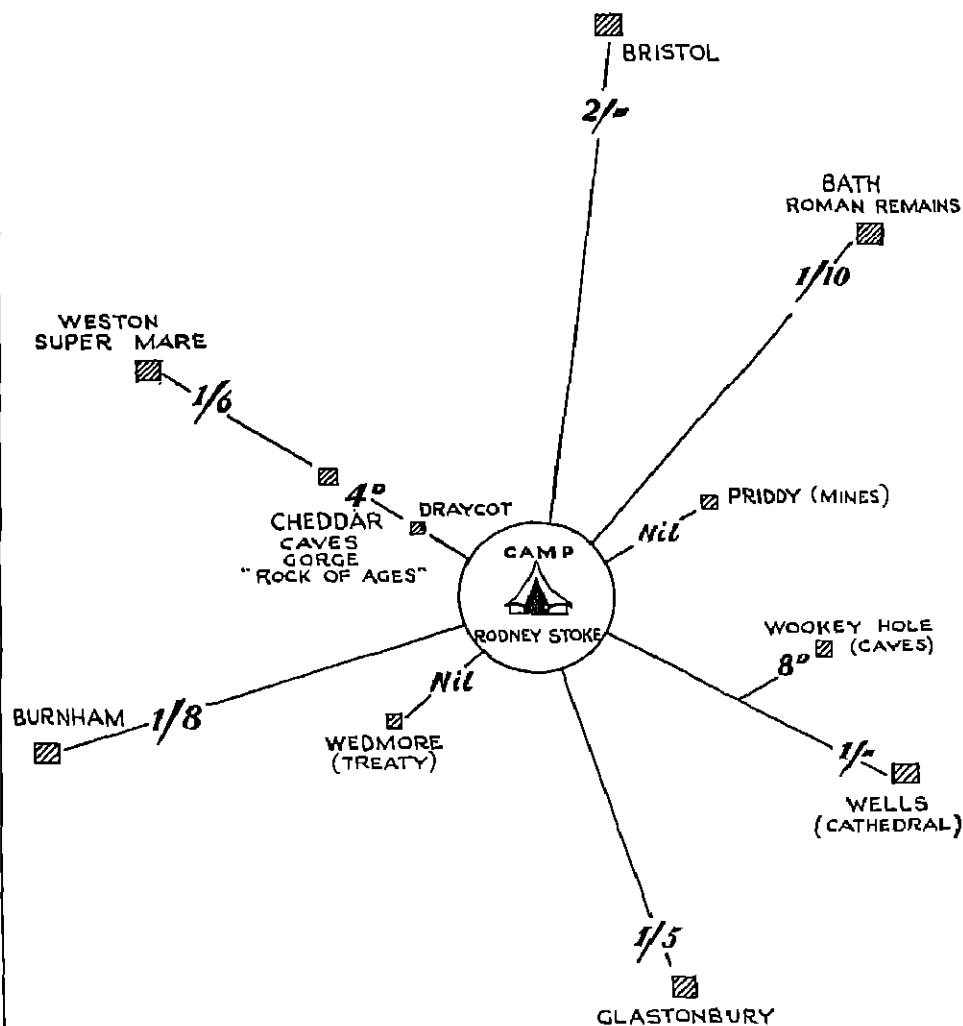 BRISTOL
2/=
BATH
ROMAN REMAINS
1/10
WESTON
SUPER MARE
1/6
4ᴰ
DRAYCOT
CHEDDAR
CAVES
GORGE
"ROCK OF AGES"
PRIDDY (MINES)
Nil
CAMP
RODNEY STOKE
WOOKEY HOLE
(CAVES)
8ᴰ
Nil
BURNHAM
1/8
WEDMORE
(TREATY)
1/=
WELLS
(CATHEDRAL)
1/5
GLASTONBURY